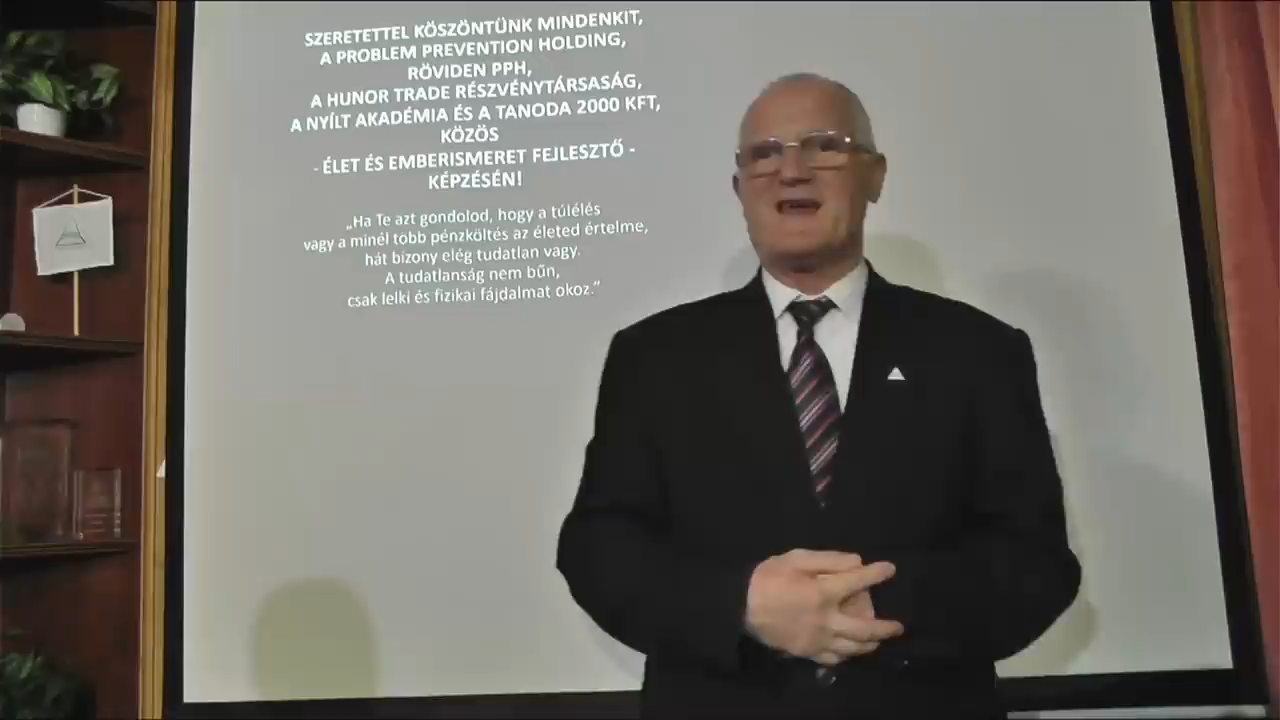 SZERETETTEL KÖSZÖNTÜNK MINDENKIT,
A PROBLEM PREVENTION HOLDING,
RÖVIDEN PPH,
A HUNOR TRADE RÉSZVÉNYTÁRSASÁG,
A NYÍLT AKADÉMIA ÉS A TANODA 2000 KFT,
KÖZÖS
- ÉLET ÉS EMBERISMERET FEJLESZTŐ -
KÉPZÉSÉN!
„Ha Te azt gondolod, hogy a túlélés
vagy a minél több pénzköltés az életed értelme,
hát bizony elég tudatlan vagy.
A tudatlanság nem bűn,
csak lelki és fizikai fájdalmat okoz.”